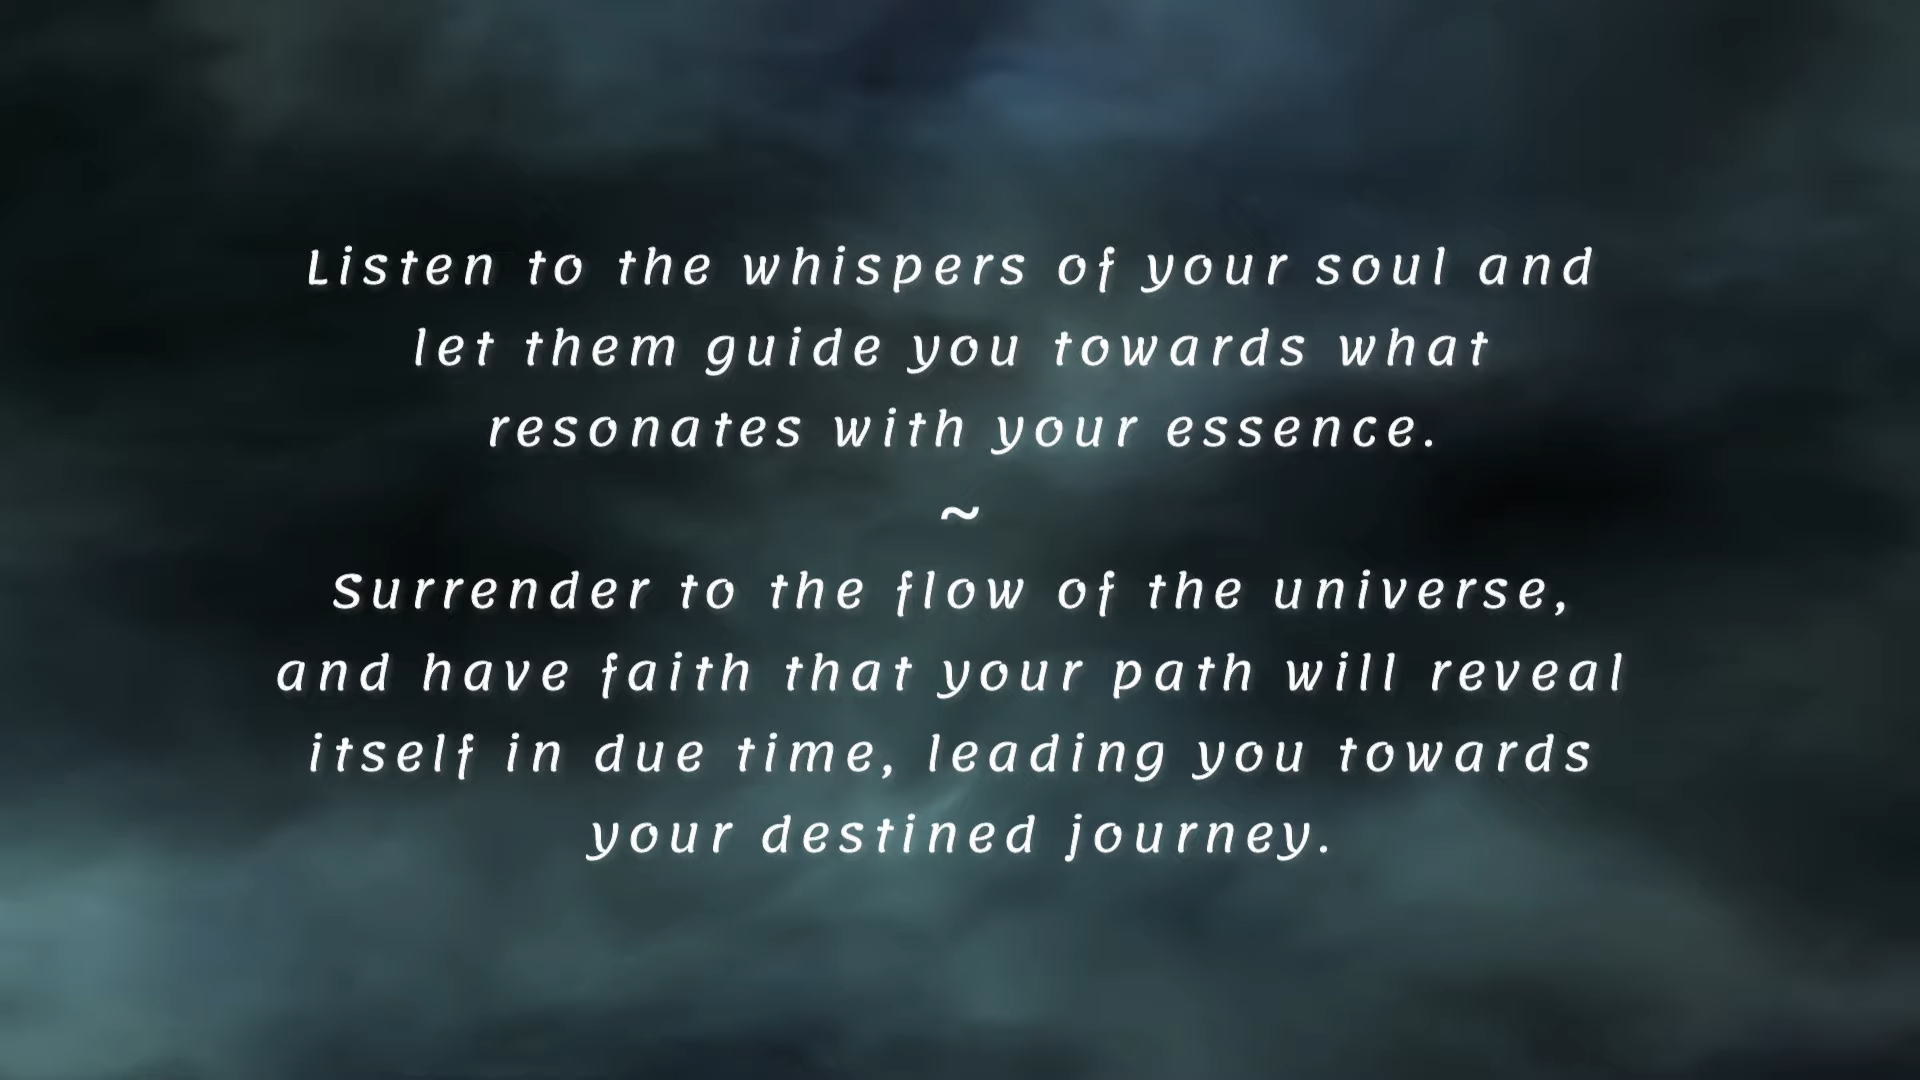 Listen to the whispers of your soul and
let them guide you towards what
resonates with your essence.
~
Surrender to the flow of the universe,
and have faith that your path will reveal
itself in due time, leading you towards
your destined journey.